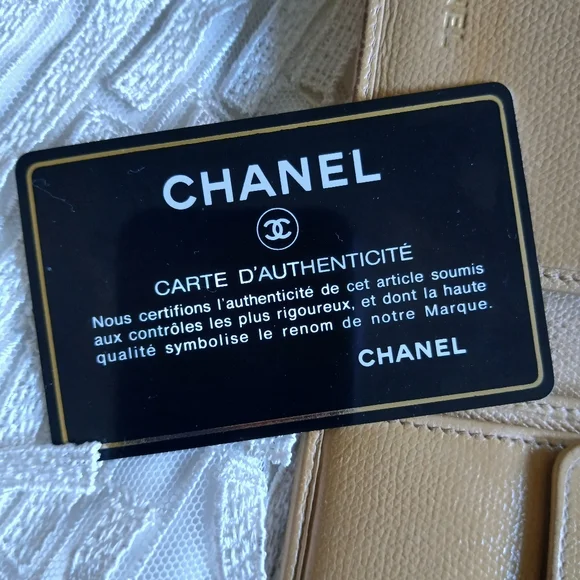 CHANEL
CARTE D'AUTHENTICITÉ
Nous certifions l'authenticité de cet article soumis
aux contrôles les plus rigoureux, et dont la haute
qualité symbolise le renom de notre Marque.
CHANEL